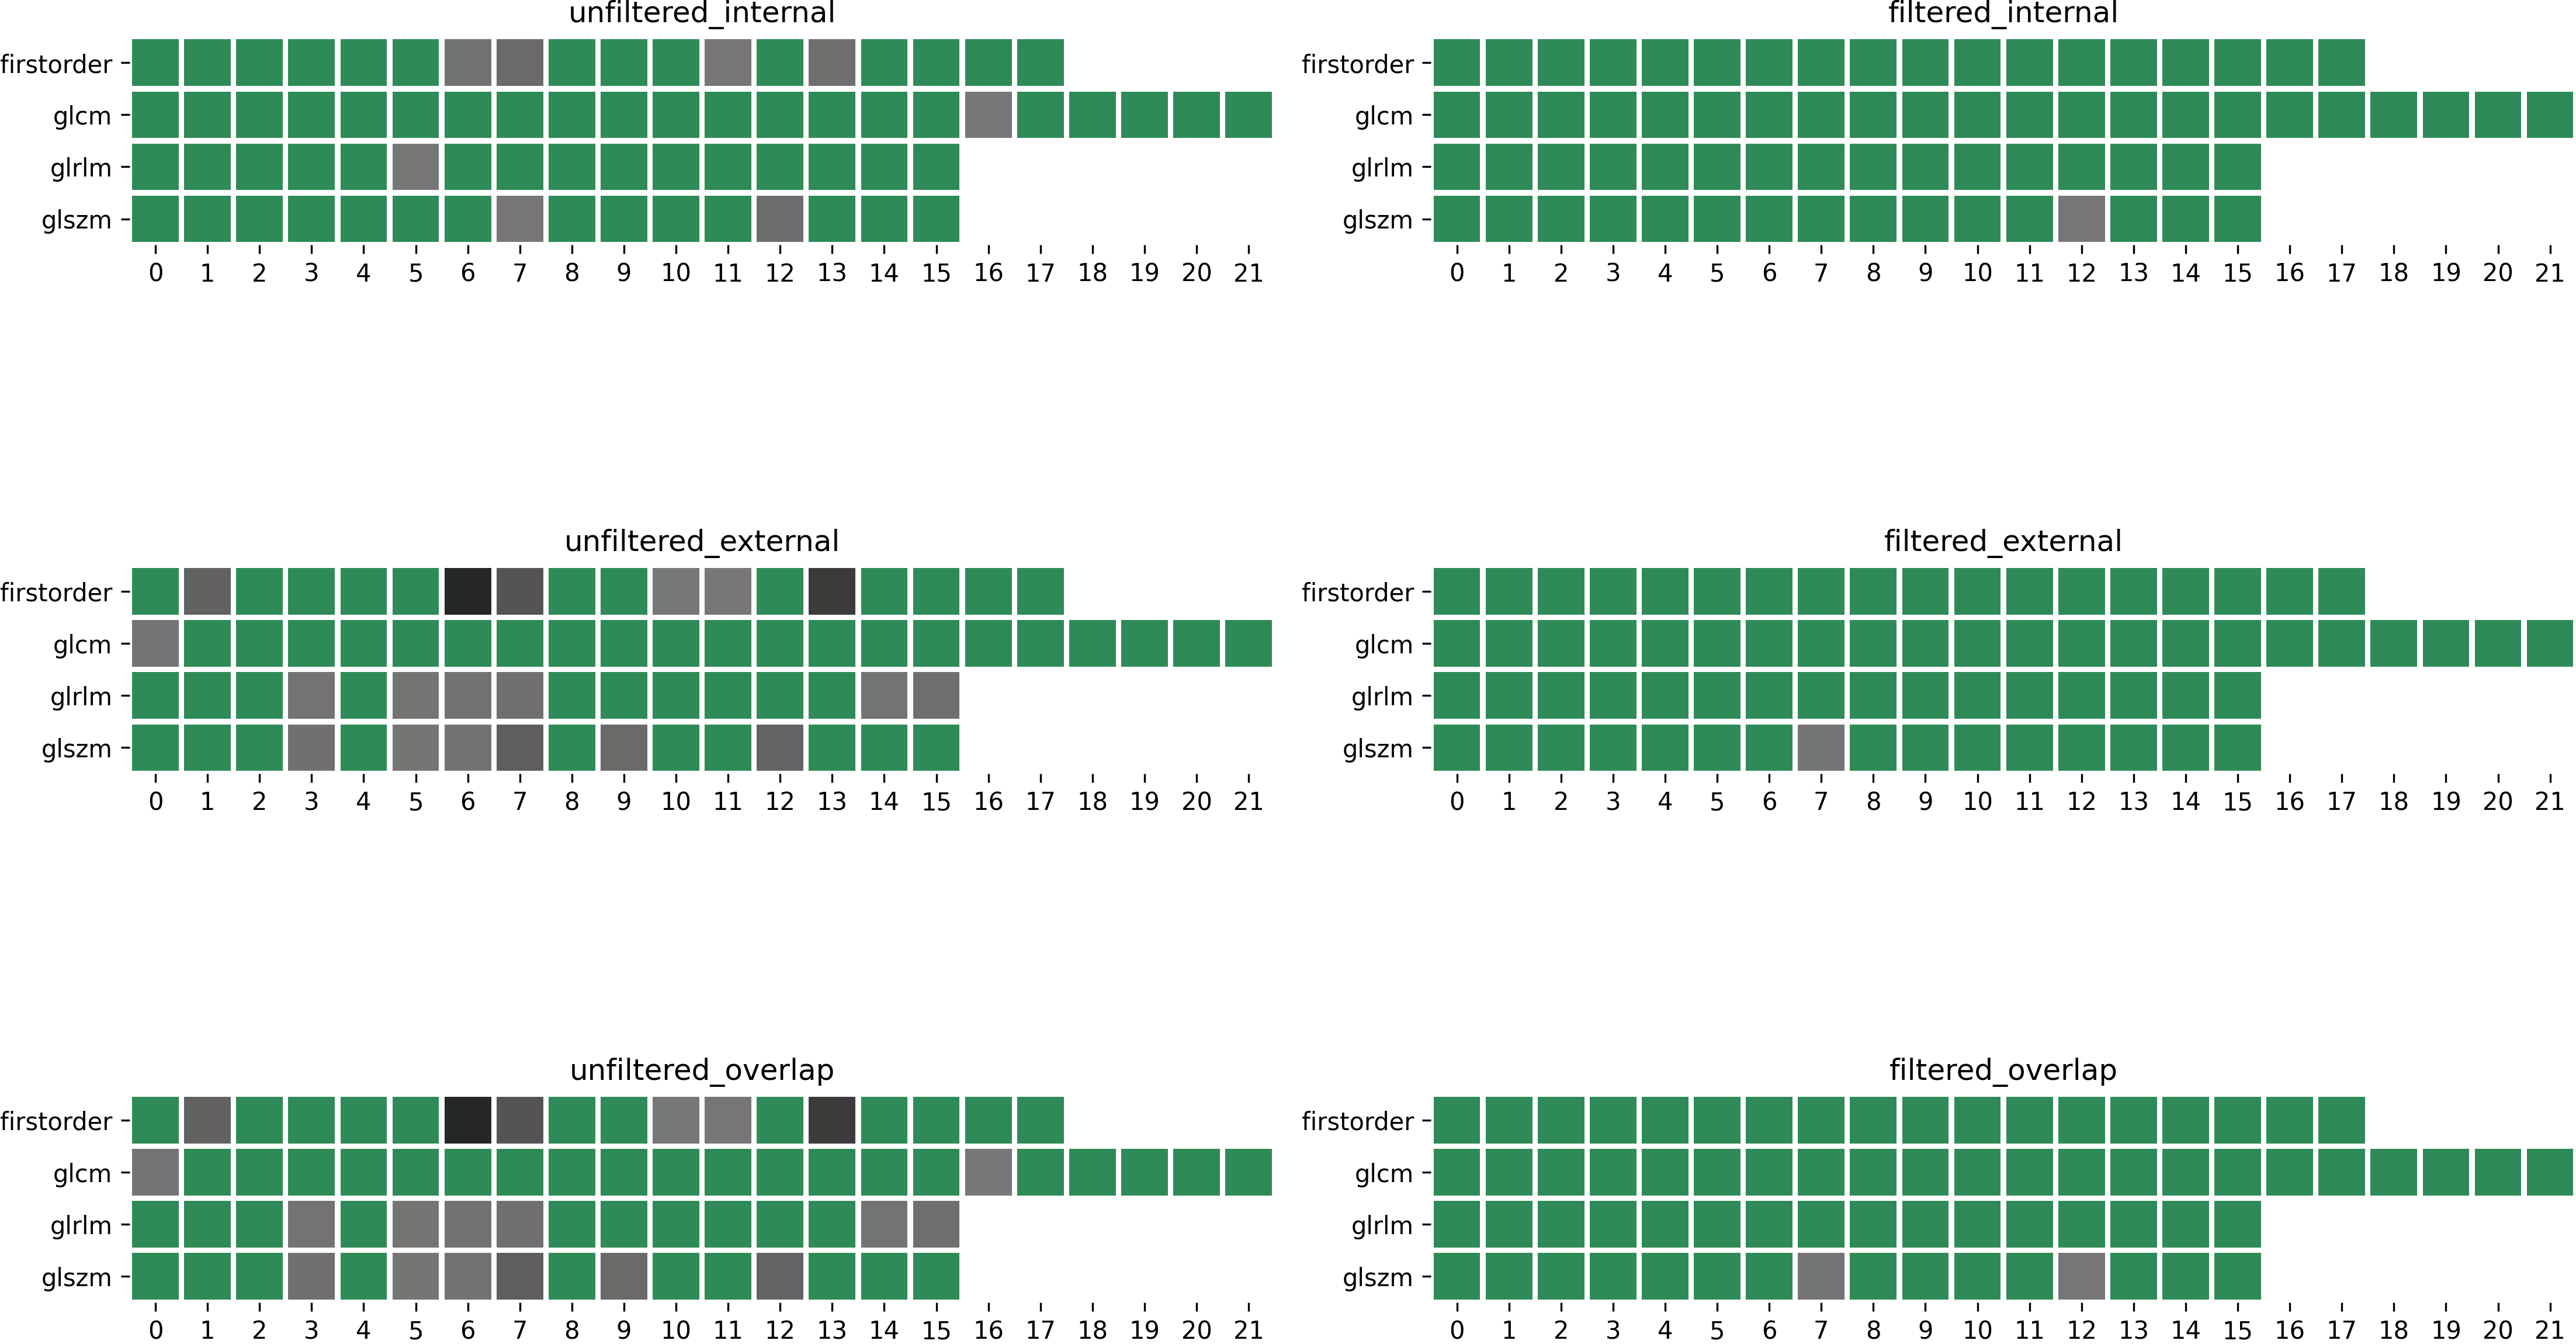 unfiltered_internal
firstorder
glcm
glrlm
glszm
0 1 2 3 4 5 6 7 8 9 10 11 12 13 14 15 16 17 18 19 20 21
filtered_internal
firstorder
glcm
glrlm
glszm
0 1 2 3 4 5 6 7 8 9 10 11 12 13 14 15 16 17 18 19 20 21
unfiltered_external
firstorder
glcm
glrlm
glszm
0 1 2 3 4 5 6 7 8 9 10 11 12 13 14 15 16 17 18 19 20 21
filtered_external
firstorder
glcm
glrlm
glszm
0 1 2 3 4 5 6 7 8 9 10 11 12 13 14 15 16 17 18 19 20 21
unfiltered_overlap
firstorder
glcm
glrlm
glszm
0 1 2 3 4 5 6 7 8 9 10 11 12 13 14 15 16 17 18 19 20 21
filtered_overlap
firstorder
glcm
glrlm
glszm
0 1 2 3 4 5 6 7 8 9 10 11 12 13 14 15 16 17 18 19 20 21